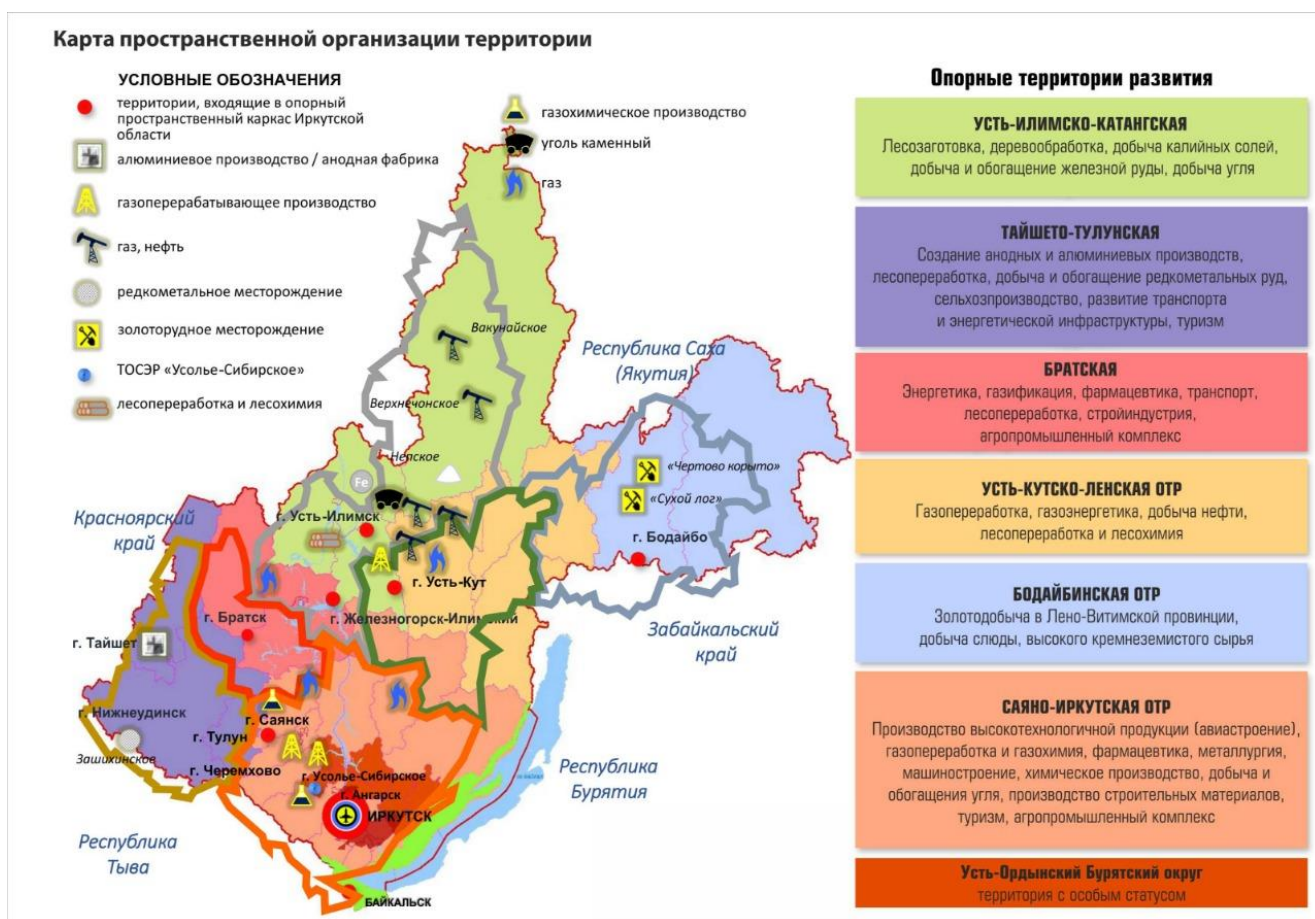 Карта пространственной организации территории
УСЛОВНЫЕ ОБОЗНАЧЕНИЯ
территории, входящие в опорный
пространственный каркас Иркутской
области
алюминиевое производство / анодная фабрика
газоперерабатывающее производство
газ, нефть
редкометальное месторождение
золоторудное месторождение
ТОСЭР «Усолье-Сибирское»
лесопереработка и лесохимия
газохимическое производство
уголь каменный
газ
Вакунайское
Республика Саха
(Якутия)
Верхнечонское
Непское
Fe
«Чертово корыто»
«Сухой лог»
Красноярский
край
г. Усть-Илимск
г. Бодайбо
г. Усть-Кут
г. Братск
г. Железногорск-Илимский
Забайкальский
край
г. Тайшет
г. Нижнеудинск
г. Саянск
г. Тулун
Зашихинское
г. Черемхово
г. Усолье-Сибирское
г. Ангарск
ИРКУТСК
Республика
Бурятия
Республика
Тыва
БАЙКАЛЬСК
Опорные территории развития
УСТЬ-ИЛИМСКО-КАТАНГСКАЯ
Лесозаготовка, деревообработка, добыча калийных солей,
добыча и обогащение железной руды, добыча угля
ТАЙШЕТО-ТУЛУНСКАЯ
Создание анодных и алюминиевых производств,
лесопереработка, добыча и обогащение редкометальных руд,
сельхозпроизводство, развитие транспорта
и энергетической инфраструктуры, туризм
БРАТСКАЯ
Энергетика, газификация, фармацевтика, транспорт,
лесопереработка, стройиндустрия,
агропромышленный комплекс
УСТЬ-КУТСКО-ЛЕНСКАЯ ОТР
Газопереработка, газоэнергетика, добыча нефти,
лесопереработка и лесохимия
БОДАЙБИНСКАЯ ОТР
Золотодобыча в Лено-Витимской провинции,
добыча слюды, высокого кремнеземистого сырья
САЯНО-ИРКУТСКАЯ ОТР
Производство высокотехнологичной продукции (авиастроение),
газопереработка и газохимия, фармацевтика, металлургия,
машиностроение, химическое производство, добыча и
обогащения угля, производство строительных материалов,
туризм, агропромышленный комплекс
Усть-Ордынский Бурятский округ
территория с особым статусом